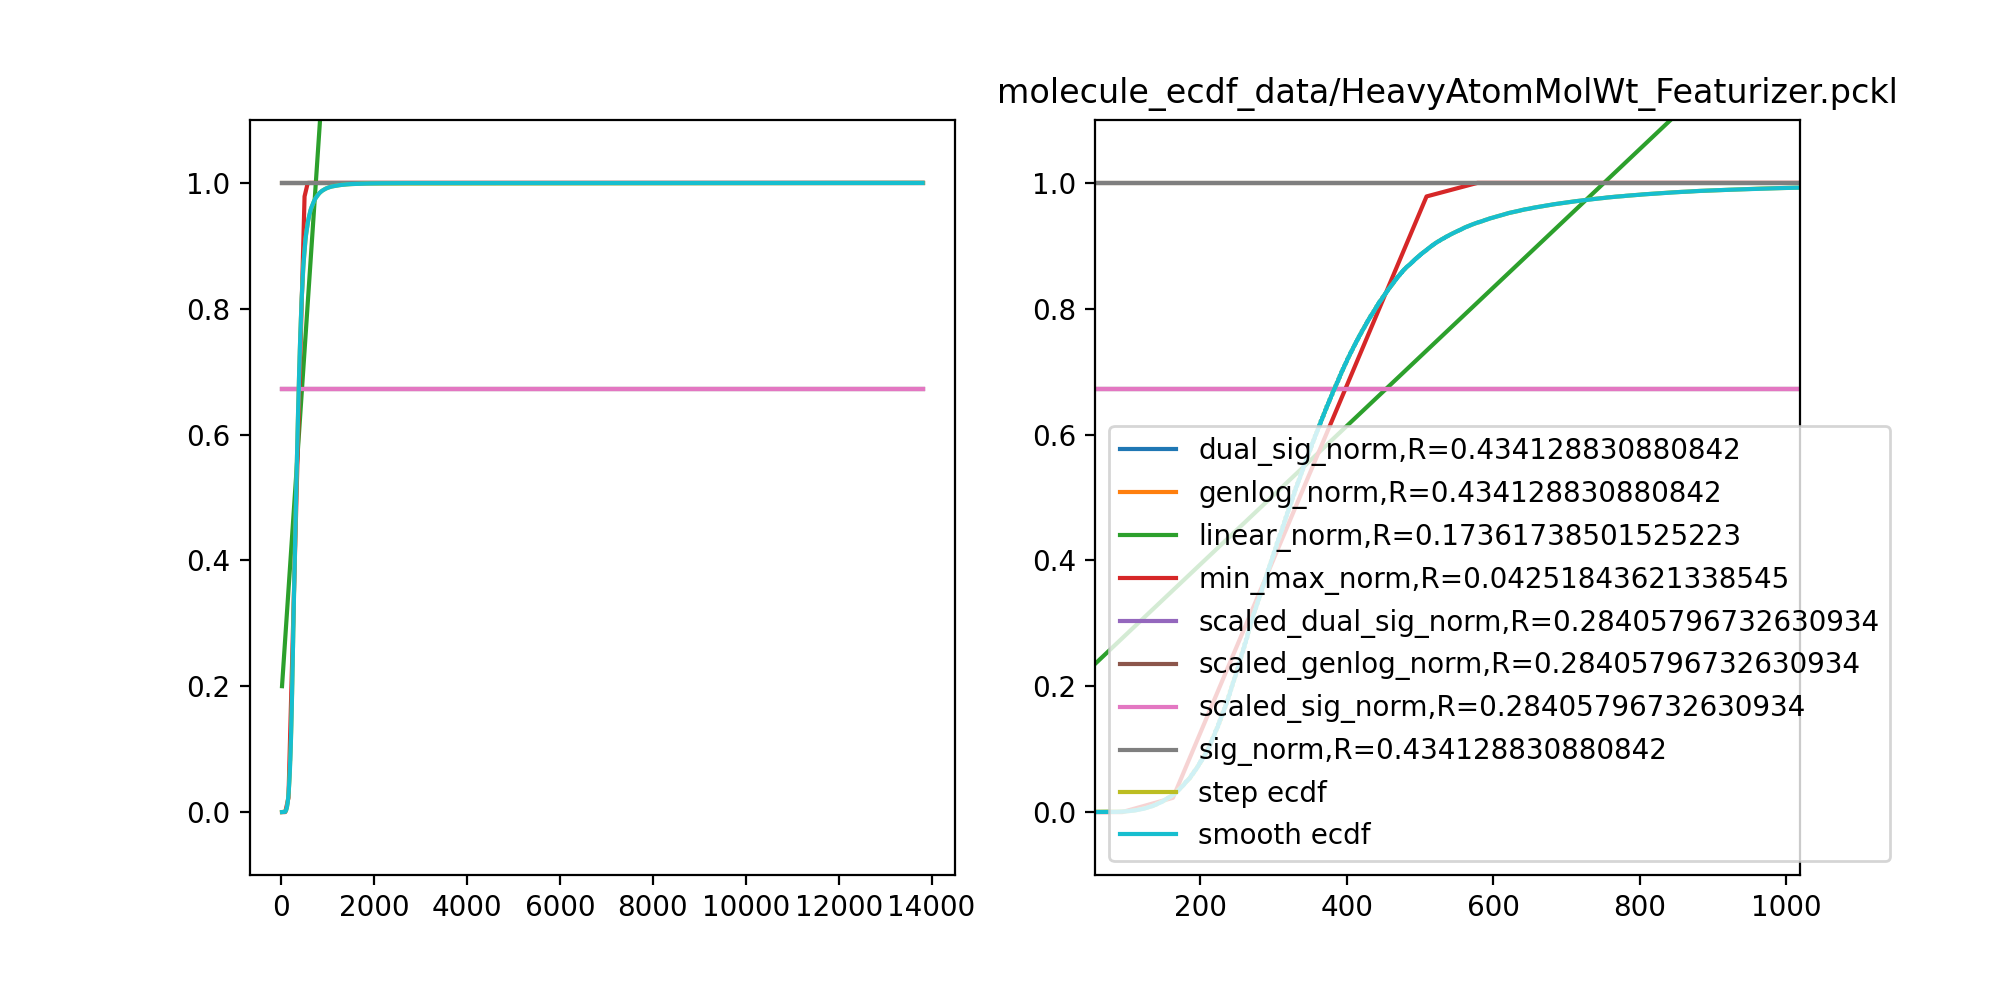 molecule_ecdf_data/HeavyAtomMolWt_Featurizer.pckl
1.0
0.8
0.6
0.4
0.2
0.0
0 2000 4000 6000 8000 10000 12000 14000
1.0
0.8
0.6
0.4
0.2
0.0
dual_sig_norm,R=0.434128830880842
genlog_norm,R=0.434128830880842
linear_norm,R=0.17361738501525223
min_max_norm,R=0.04251843621338545
scaled_dual_sig_norm,R=0.28405796732630934
scaled_genlog_norm,R=0.28405796732630934
scaled_sig_norm,R=0.28405796732630934
sig_norm,R=0.434128830880842
step ecdf
smooth ecdf
200 400 600 800 1000